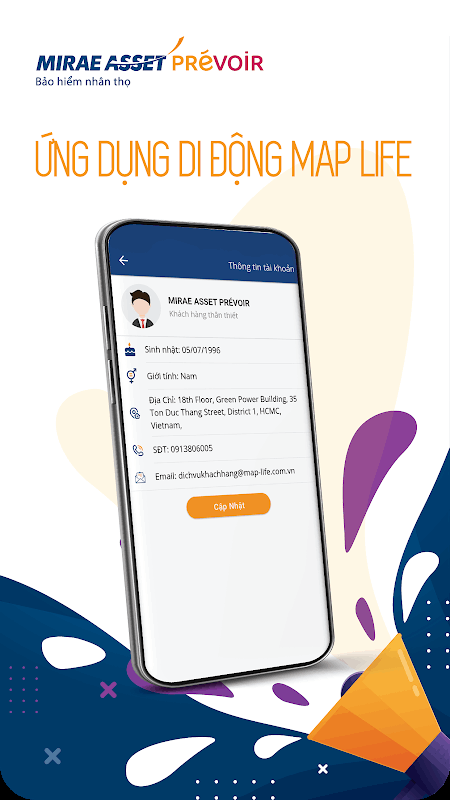 MIRAE ASSET PRÉVOIR
Bảo hiểm nhân thọ
ỨNG DỤNG DI ĐỘNG MAP LIFE
Thông tin tài khoản
MIRAE ASSET PRÉVOIR
Khách hàng thân thiết
Sinh nhật: 05/07/1996
Giới tính: Nam
Địa Chỉ: 18th Floor, Green Power Building, 35
Ton Duc Thang Street, District 1, HCMC,
Vietnam,
SĐT: 0913806005
Email: dichvukhachhang@map-life.com.vn
Cập Nhật